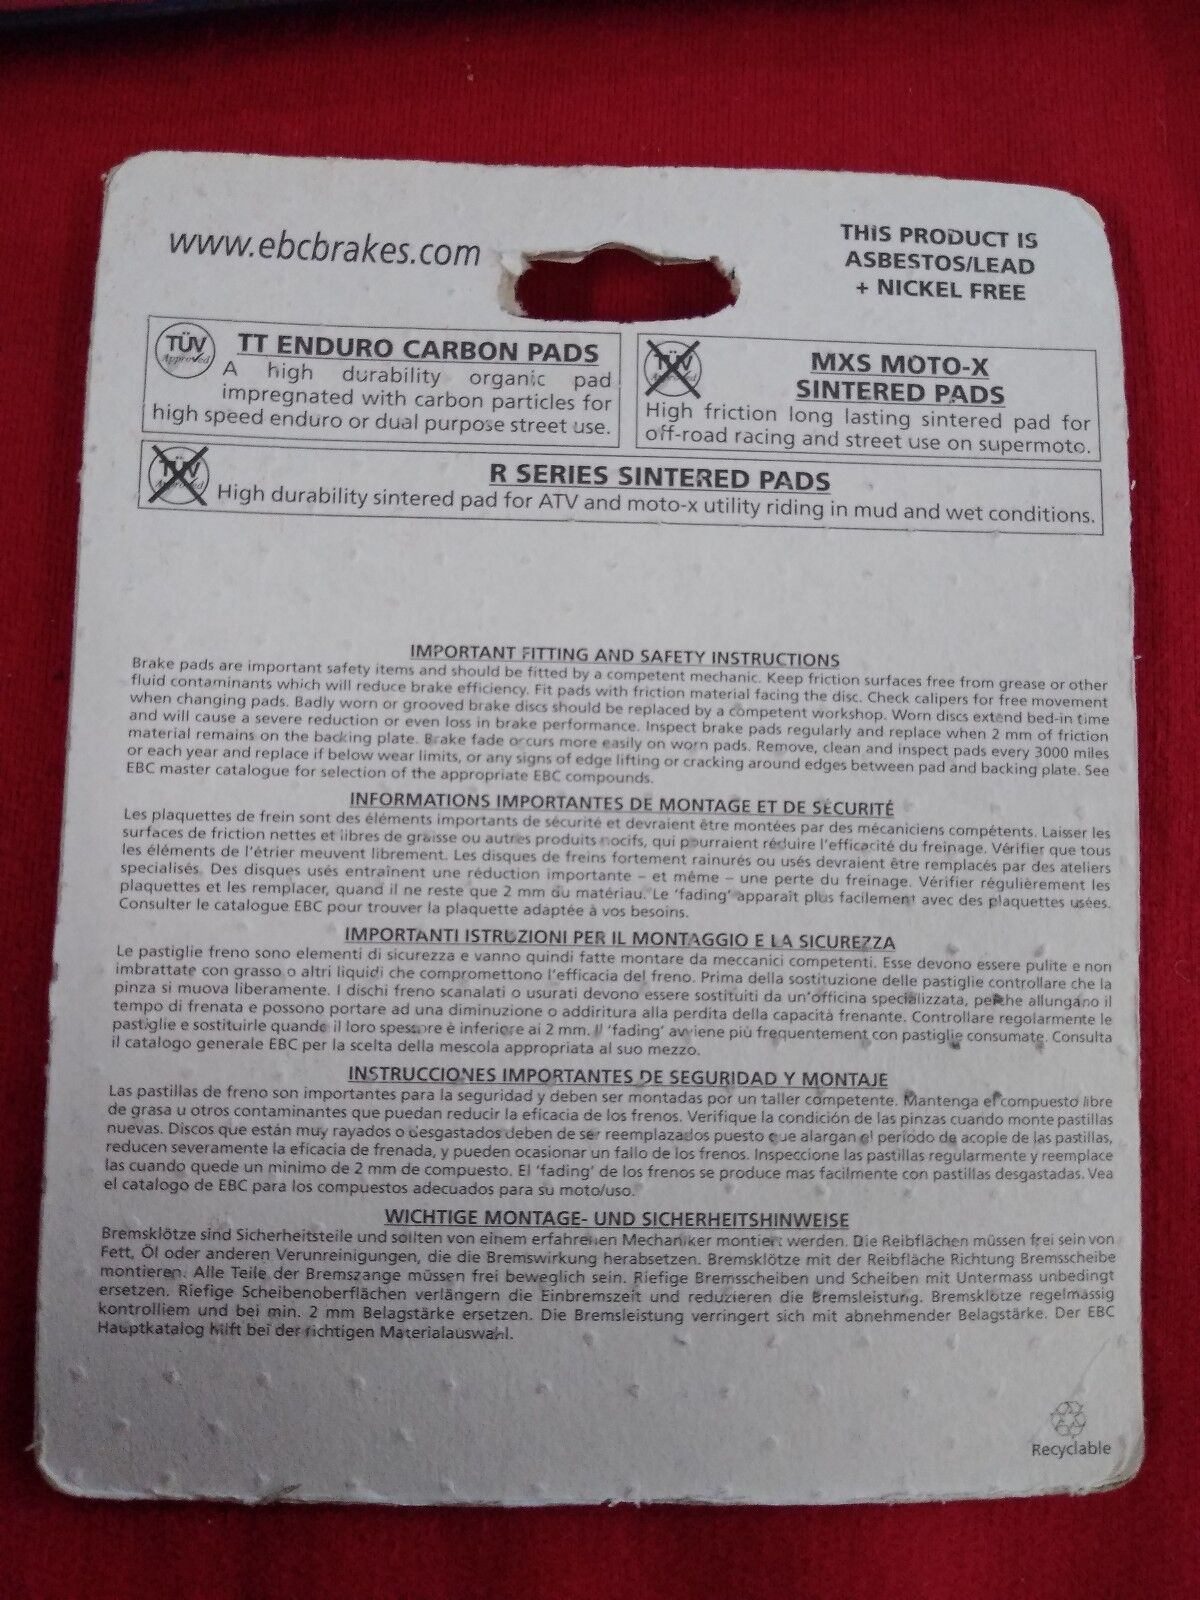 www.ebcbrakes.com
THIS PRODUCT IS
ASBESTOS/LEAD
+ NICKEL FREE
TÜV
Approved
TT ENDURO CARBON PADS
A high durability organic pad
impregnated with carbon particles for
high speed enduro or dual purpose street use.
TÜV
Approved
MXS MOTO-X
SINTERED PADS
High friction long lasting sintered pad for
off-road racing and street use on supermoto.
TÜV
Approved
R SERIES SINTERED PADS
High durability sintered pad for ATV and moto-x utility riding in mud and wet conditions.
IMPORTANT FITTING AND SAFETY INSTRUCTIONS
Brake pads are important safety items and should be fitted by a competent mechanic. Keep friction surfaces free from grease or other
fluid contaminants which will reduce brake efficiency. Fit pads with friction material facing the disc. Check calipers for free movement
when changing pads. Badly worn or grooved brake discs should be replaced by a competent workshop. Worn discs extend bed-in time
and will cause a severe reduction or even loss in brake performance. Inspect brake pads regularly and replace when 2 mm of friction
material remains on the backing plate. Brake fade occurs more easily on worn pads. Remove, clean and inspect pads every 3000 miles
or each year and replace if below wear limits, or any signs of edge lifting or cracking around edges between pad and backing plate. See
EBC master catalogue for selection of the appropriate EBC compounds.
INFORMATIONS IMPORTANTES DE MONTAGE ET DE SÉCURITÉ
Les plaquettes de frein sont des éléments importants de sécurité et devraient être montées par des mécaniciens compétents. Laisser les
surfaces de friction nettes et libres de graisse ou autres produits nocifs, qui pourraient réduire l'efficacité du freinage. Vérifier que tous
les éléments de l'étrier meuvent librement. Les disques de freins fortement rainurés ou usés devraient être remplacés par des ateliers
specialisés. Des disques usés entraînent une réduction importante – et même – une perte du freinage. Vérifier régulièrement les
plaquettes et les remplacer, quand il ne reste que 2 mm du matériau. Le 'fading' apparaît plus facilement avec des plaquettes usées.
Consulter le catalogue EBC pour trouver la plaquette adaptée à vos besoins.
IMPORTANTI ISTRUZIONI PER IL MONTAGGIO E LA SICUREZZA
Le pastiglie freno sono elementi di sicurezza e vanno quindi fatte montare da meccanici competenti. Esse devono essere pulite e non
imbrattate con grasso o altri liquidi che compromettono l'efficacia del freno. Prima della sostituzione delle pastiglie controllare che la
pinza si muova liberamente. I dischi freno scanalati o usurati devono essere sostituiti da un'officina specializzata, perche allungano il
tempo di frenata e possono portare ad una diminuzione o addiritura alla perdita della capacità frenante. Controllare regolarmente le
pastiglie e sostituirle quando il loro spessore è inferiore ai 2 mm. Il 'fading' avviene più frequentemente con pastiglie consumate. Consulta
il catalogo generale EBC per la scelta della mescola appropriata al suo mezzo.
INSTRUCCIONES IMPORTANTES DE SEGURIDAD Y MONTAJE
Las pastillas de freno son importantes para la seguridad y deben ser montadas por un taller competente. Mantenga el compuesto libre
de grasa u otros contaminantes que puedan reducir la eficacia de los frenos. Verifique la condición de las pinzas cuando monte pastillas
nuevas. Discos que están muy rayados o desgastados deben de ser reemplazados puesto que alargan el periodo de acople de las pastillas,
reducen severamente la eficacia de frenada, y pueden ocasionar un fallo de los frenos. Inspeccione las pastillas regularmente y reemplace
las cuando quede un minimo de 2 mm de compuesto. El 'fading' de los frenos se produce mas facilmente con pastillas desgastadas. Vea
el catalogo de EBC para los compuestos adecuados para su moto/uso.
WICHTIGE MONTAGE- UND SICHERHEITSHINWEISE
Bremsklötze sind Sicherheitsteile und sollten von einem erfahrenen Mechaniker montiert werden. Die Reibflächen müssen frei sein von
Fett, Öl oder anderen Verunreinigungen, die die Bremswirkung herabsetzen. Bremsklötze mit der Reibfläche Richtung Bremsscheibe
montieren. Alle Teile der Bremszange müssen frei beweglich sein. Riefige Bremsscheiben und Scheiben mit Untermass unbedingt
ersetzen. Riefige Scheibenoberflächen verlängern die Einbremszeit und reduzieren die Bremsleistung. Bremsklötze regelmässig
kontrolliern und bei min. 2 mm Belagstärke ersetzen. Die Bremsleistung verringert sich mit abnehmender Belagstärke. Der EBC
Hauptkatalog hilft bei der richtigen Materialauswahl.
Recyclable